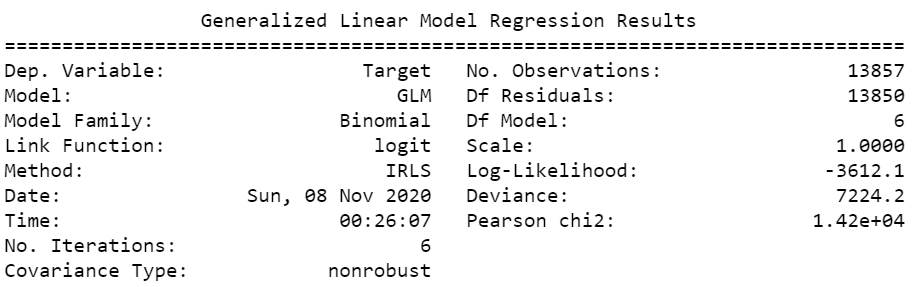 Generalized Linear Model Regression Results
==============================================================================
Dep. Variable: Target No. Observations: 13857
Model: GLM Df Residuals: 13850
Model Family: Binomial Df Model: 6
Link Function: logit Scale: 1.0000
Method: IRLS Log-Likelihood: -3612.1
Date: Sun, 08 Nov 2020 Deviance: 7224.2
Time: 00:26:07 Pearson chi2: 1.42e+04
No. Iterations: 6
Covariance Type: nonrobust